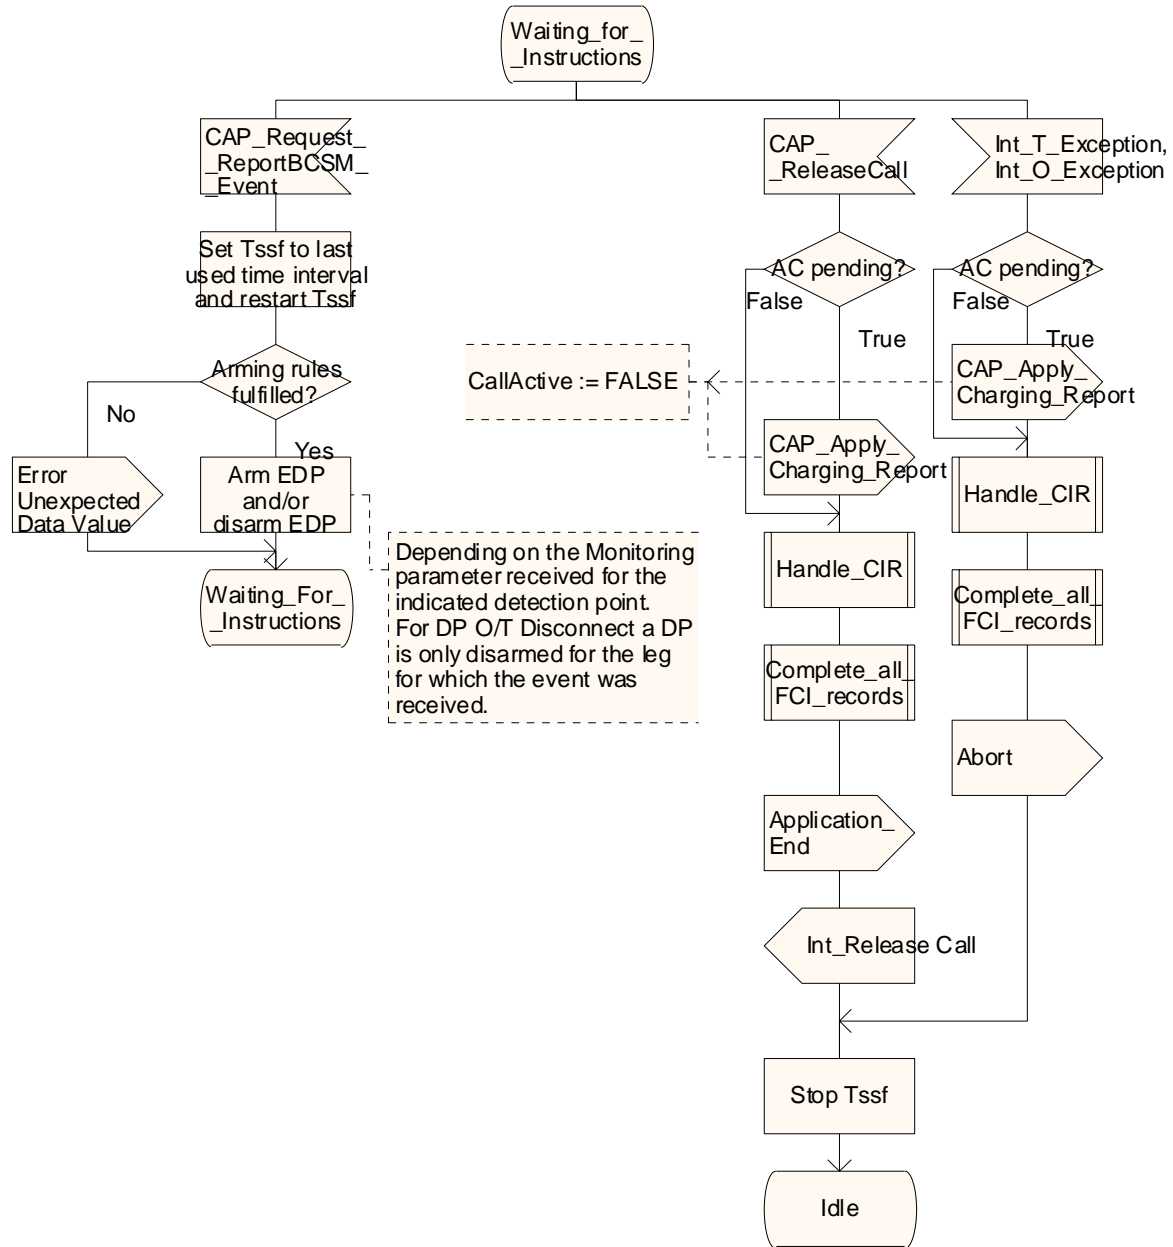 Waiting_for_
_Instructions
CAP_Request_
_ReportBCSM_
_Event
CAP_
_ReleaseCall
Int_T_Exception,
Int_O_Exception
Set Tssf to last
used time interval
and restart Tssf
AC pending?
False
True
AC pending?
False
True
Arming rules
fulfilled?
No
Yes
CallActive := FALSE
CAP_Apply_
Charging_Report
CAP_Apply_
Charging_Report
Error
Unexpected
Data Value
Arm EDP
and/or
disarm EDP
Handle_CIR
Depending on the Monitoring
parameter received for the
indicated detection point.
For DP O/T Disconnect a DP
is only disarmed for the leg
for which the event was
received.
Waiting_For_
_Instructions
Handle_CIR
Complete_all_
FCI_records
Complete_all_
FCI_records
Abort
Application_
End
Int_Release Call
Stop Tssf
Idle